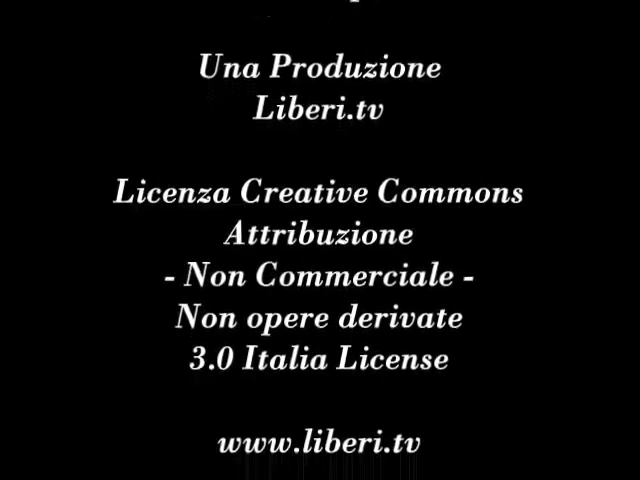 Una Produzione
Liberi.tv
Licenza Creative Commons
Attribuzione
- Non Commerciale -
Non opere derivate
3.0 Italia License
www.liberi.tv